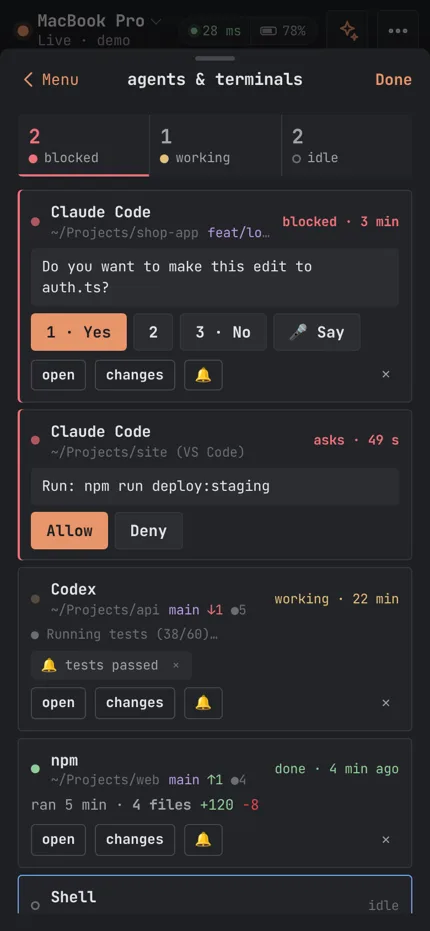 MacBook Pro
Live · demo
28 ms
78%
Menu
agents & terminals
Done
2
blocked
1
working
2
idle
Claude Code
~/Projects/shop-app feat/lo…
blocked · 3 min
Do you want to make this edit to
auth.ts?
1 · Yes
2
3 · No
🎤 Say
open
changes
🔔
×
Claude Code
~/Projects/site (VS Code)
asks · 49 s
Run: npm run deploy:staging
Allow
Deny
Codex
~/Projects/api main ↓1 ●5
working · 22 min
Running tests (38/60)…
🔔 tests passed ×
open
changes
🔔
×
npm
~/Projects/web main ↑1 ●4
done · 4 min ago
ran 5 min · 4 files +120 -8
open
changes
🔔
×
Shell
idle